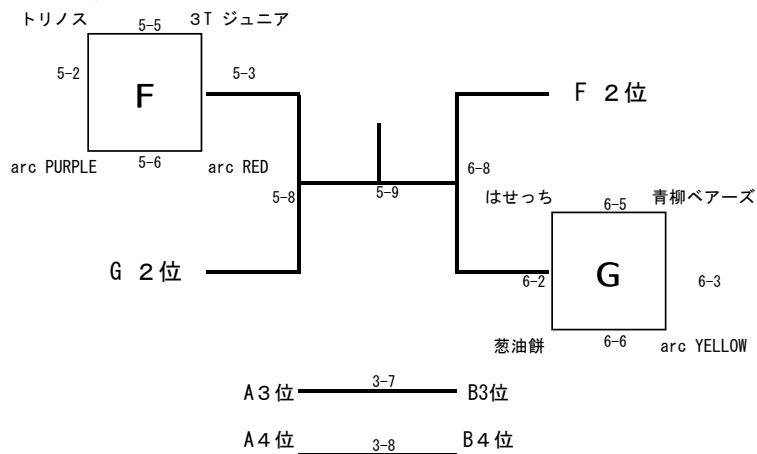 トリノス 5-5 3T ジュニア
5-2 F 5-3
F 2位
arc PURPLE 5-6 arc RED
6-8
5-8 5-9
はせっち 6-5 青柳ベアーズ
G 2位
6-2 G 6-3
葱油餅 6-6 arc YELLOW
A3位 3-7 B3位
A4位 3-8 B4位